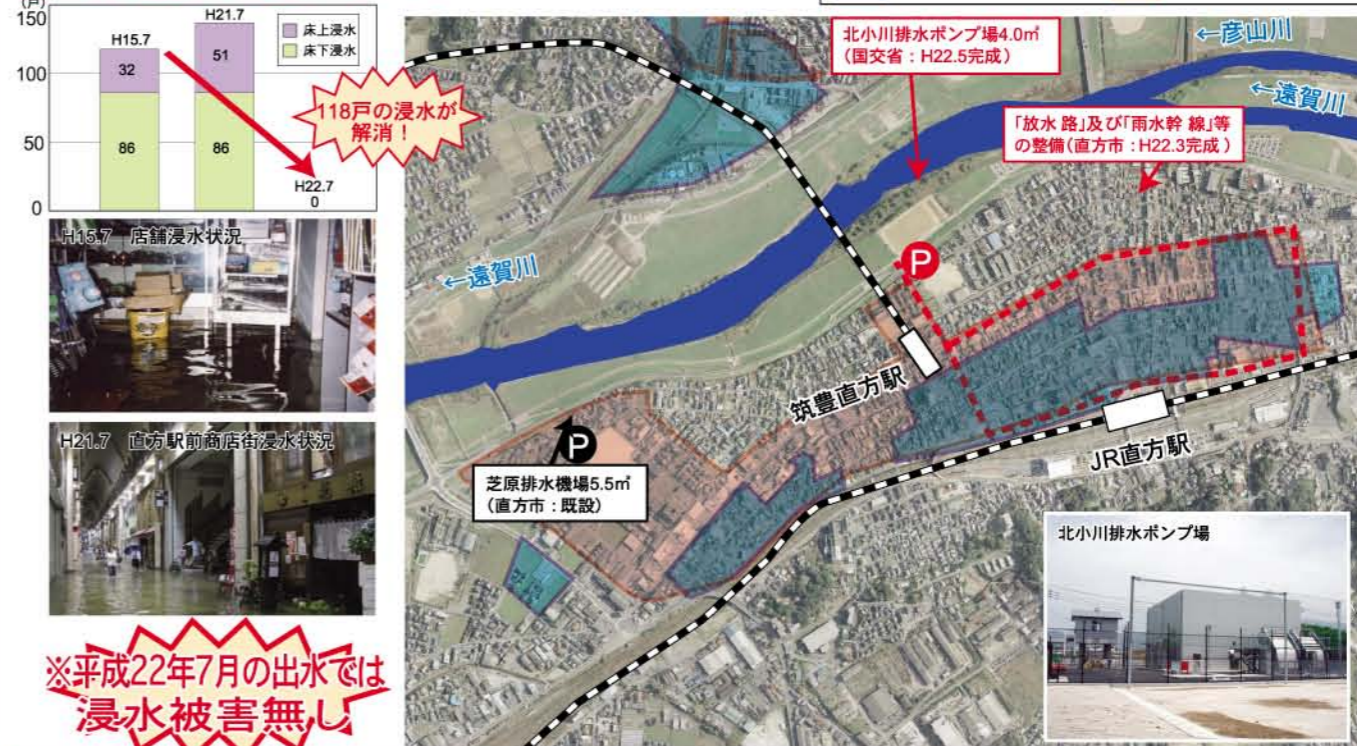 (戸)
150
100
50
0
H15.7
32
86
H21.7
51
86
H22.7
0
床上浸水
床下浸水
118戸の浸水が
解消！
H15.7 店舗浸水状況
H21.7 直方駅前商店街浸水状況
※平成22年7月の出水では
浸水被害無し
北小川排水ポンプ場4.0㎥
(国交省：H22.5完成)
←彦山川
←遠賀川
「放水路」及び「雨水幹線」等
の整備(直方市：H22.3完成)
←遠賀川
P
筑豊直方駅
JR直方駅
P
芝原排水機場5.5㎥
(直方市：既設)
北小川排水ポンプ場